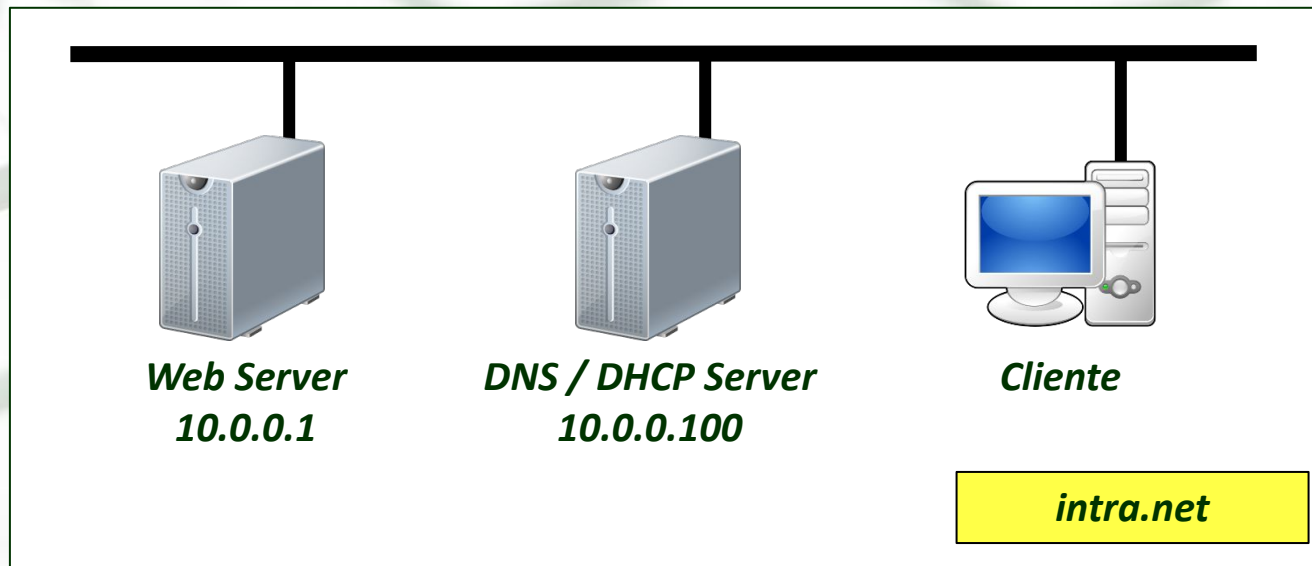 Web Server
10.0.0.1
DNS / DHCP Server
10.0.0.100
Cliente
intra.net